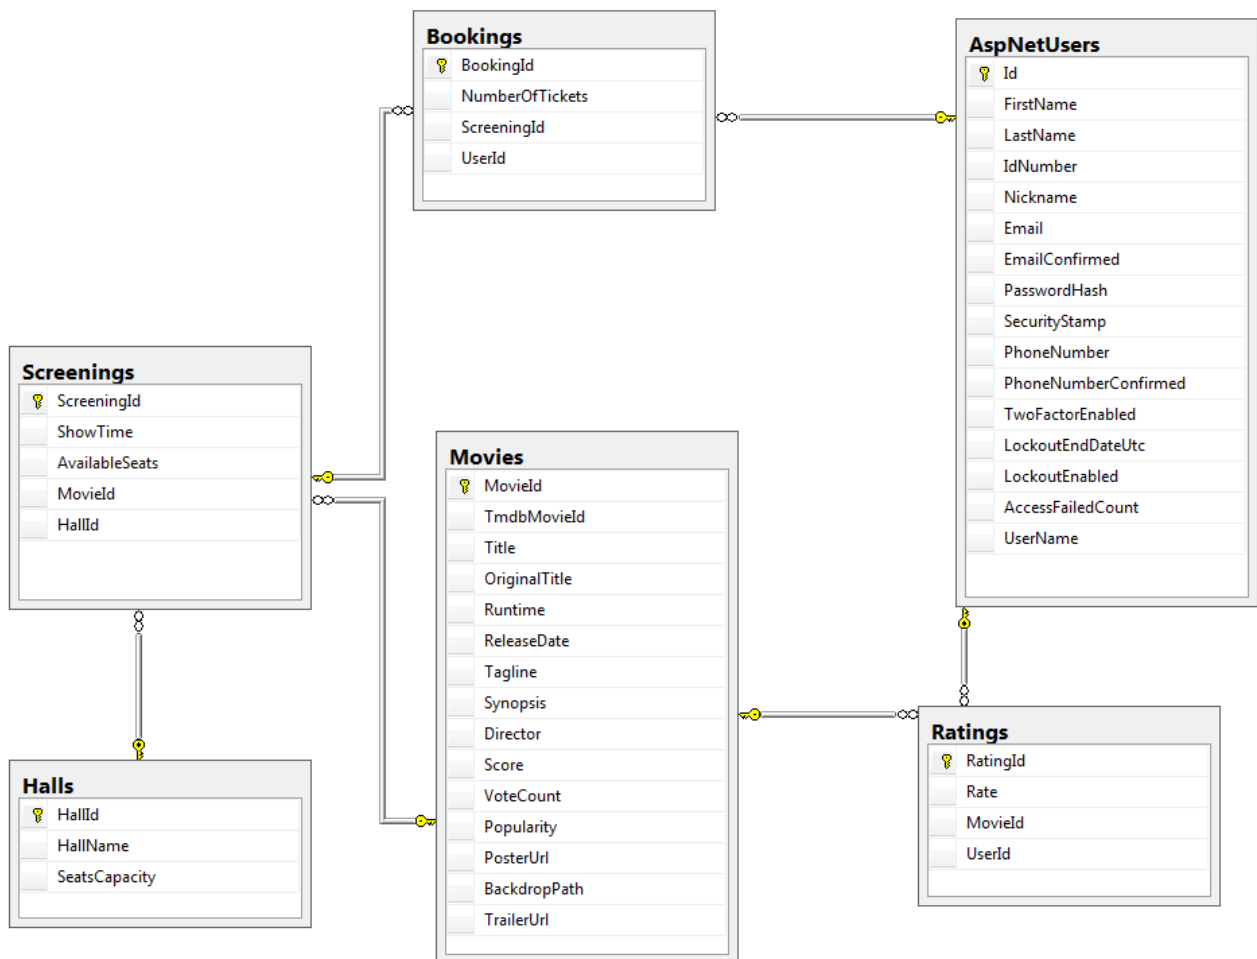 Bookings
BookingId
NumberOfTickets
ScreeningId
UserId
AspNetUsers
Id
FirstName
LastName
IdNumber
Nickname
Email
EmailConfirmed
PasswordHash
SecurityStamp
PhoneNumber
PhoneNumberConfirmed
TwoFactorEnabled
LockoutEndDateUtc
LockoutEnabled
AccessFailedCount
UserName
Screenings
ScreeningId
ShowTime
AvailableSeats
MovieId
HallId
Movies
MovieId
TmdbMovieId
Title
OriginalTitle
Runtime
ReleaseDate
Tagline
Synopsis
Director
Score
VoteCount
Popularity
PosterUrl
BackdropPath
TrailerUrl
Halls
HallId
HallName
SeatsCapacity
Ratings
RatingId
Rate
MovieId
UserId